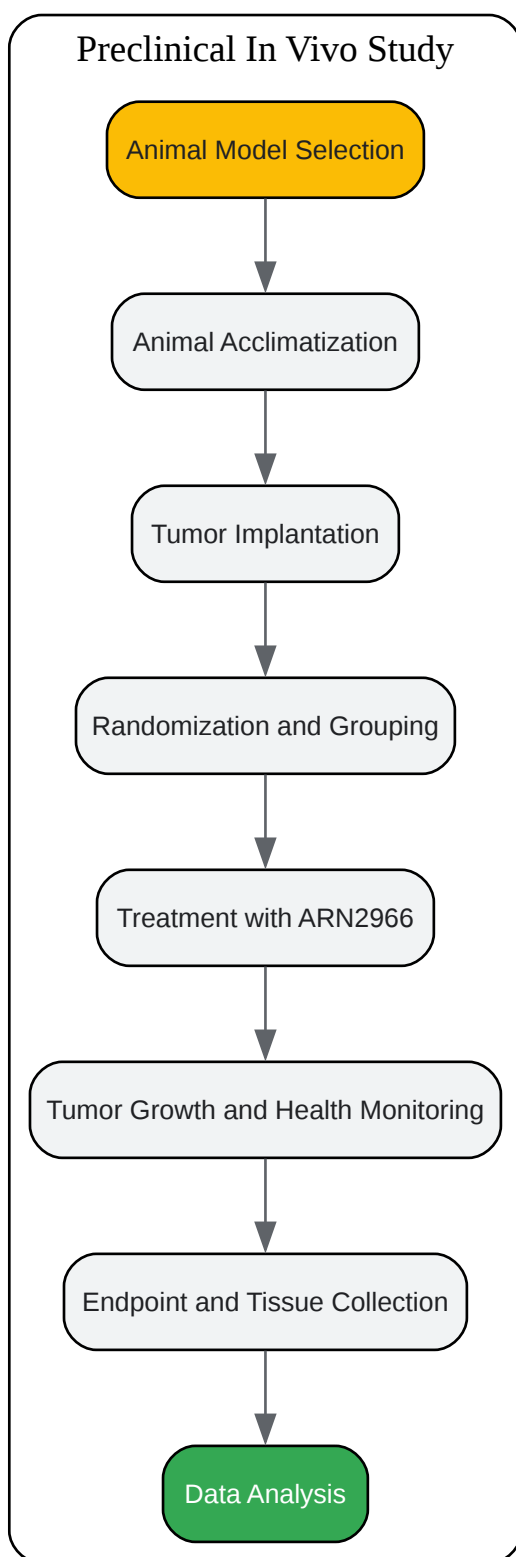 Preclinical In Vivo Study
Animal Model Selection
Animal Acclimatization
Tumor Implantation
Randomization and Grouping
Treatment with ARN2966
Tumor Growth and Health Monitoring
Endpoint and Tissue Collection
Data Analysis